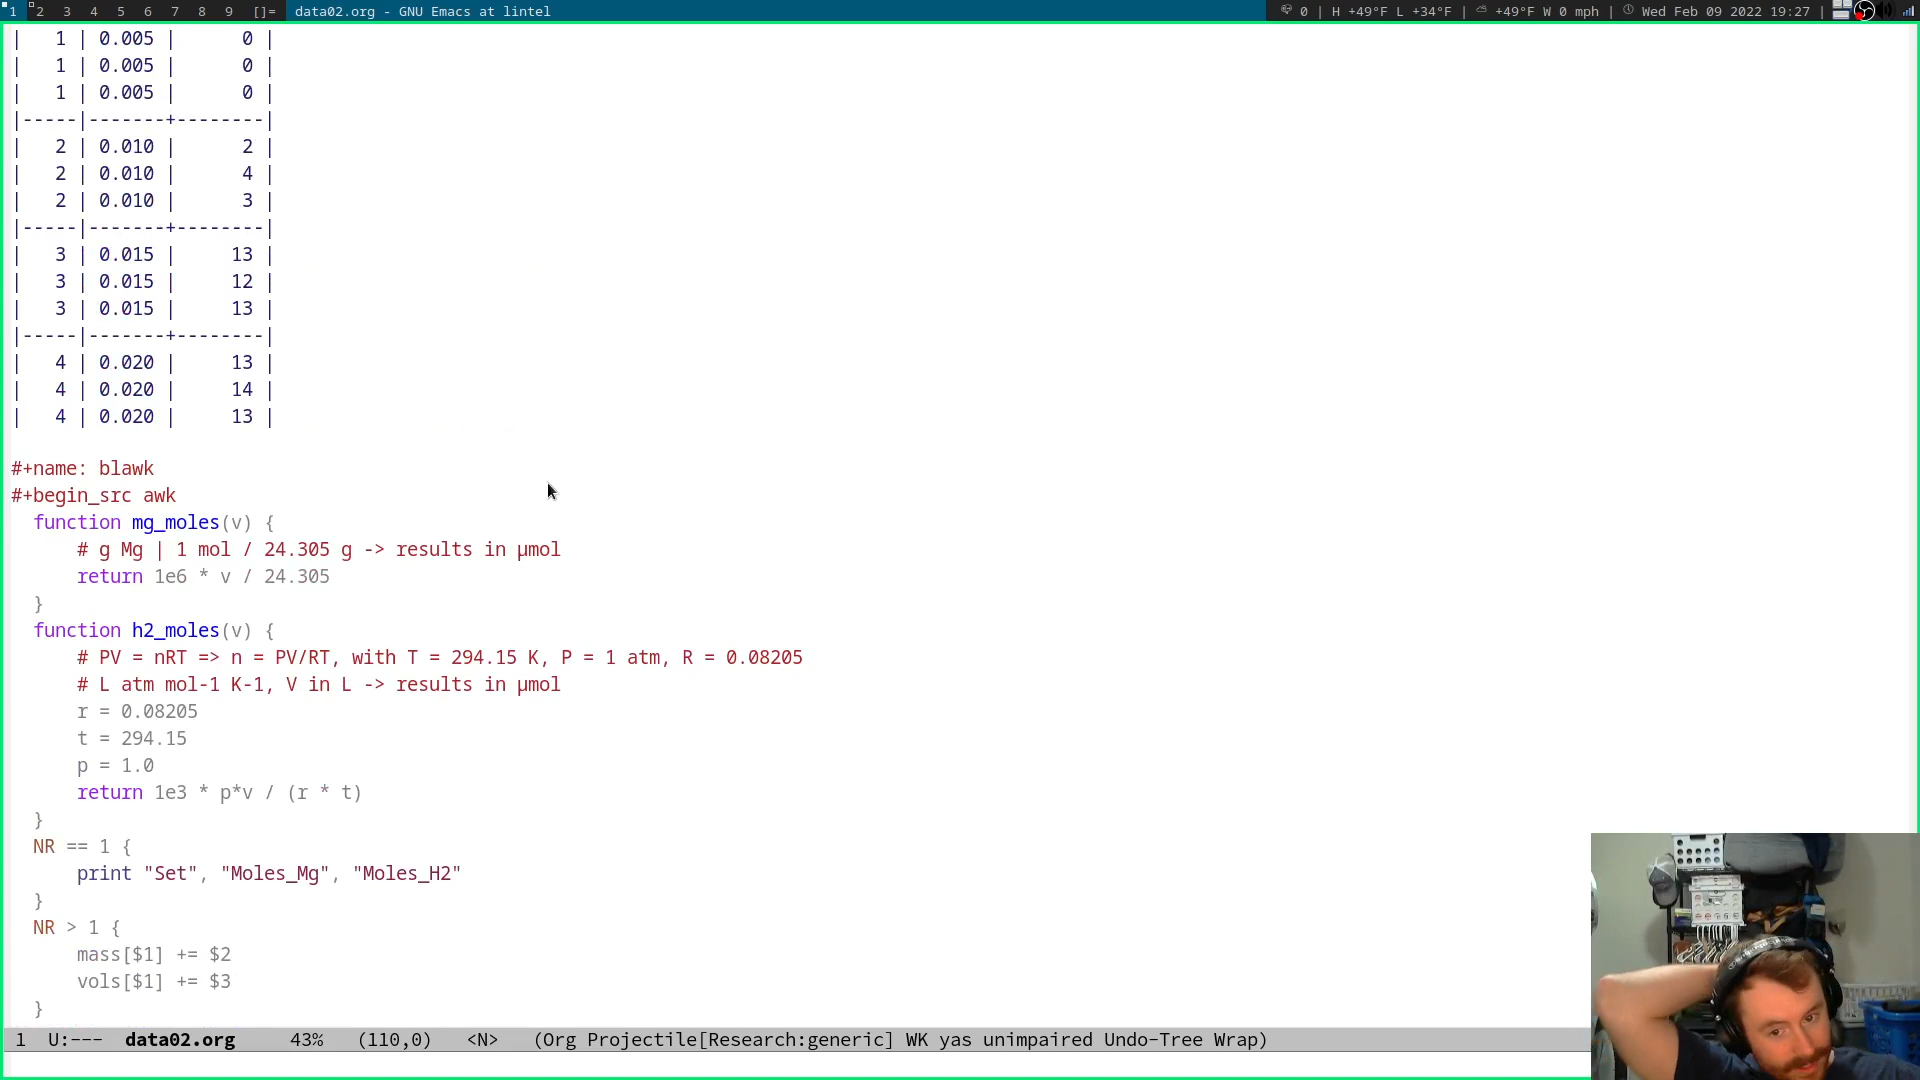 1 2 3 4 5 6 7 8 9 []= data02.org - GNU Emacs at lintel 0 | H +49°F L +34°F | +49°F W 0 mph | Wed Feb 09 2022 19:27 |
|   1 | 0.005 |      0 |
|   1 | 0.005 |      0 |
|   1 | 0.005 |      0 |
|-----|-------+--------|
|   2 | 0.010 |      2 |
|   2 | 0.010 |      4 |
|   2 | 0.010 |      3 |
|-----|-------+--------|
|   3 | 0.015 |     13 |
|   3 | 0.015 |     12 |
|   3 | 0.015 |     13 |
|-----|-------+--------|
|   4 | 0.020 |     13 |
|   4 | 0.020 |     14 |
|   4 | 0.020 |     13 |
#+name: blawk
#+begin_src awk
  function mg_moles(v) {
      # g Mg | 1 mol / 24.305 g -> results in μmol
      return 1e6 * v / 24.305
  }
  function h2_moles(v) {
      # PV = nRT => n = PV/RT, with T = 294.15 K, P = 1 atm, R = 0.08205
      # L atm mol-1 K-1, V in L -> results in μmol
      r = 0.08205
      t = 294.15
      p = 1.0
      return 1e3 * p*v / (r * t)
  }
  NR == 1 {
      print "Set", "Moles_Mg", "Moles_H2"
  }
  NR > 1 {
      mass[$1] += $2
      vols[$1] += $3
  }
1 U:--- data02.org 43% (110,0) <N> (Org Projectile[Research:generic] WK yas unimpaired Undo-Tree Wrap)